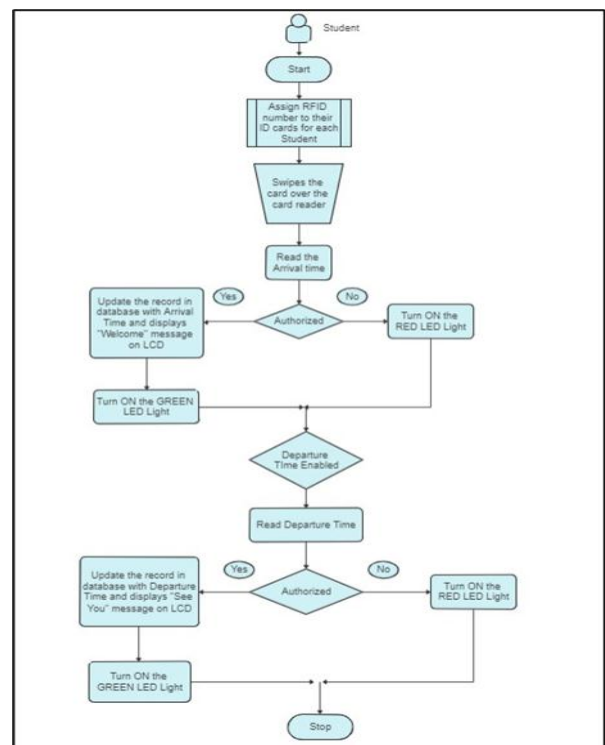 Student
Start
Assign RFID
number to their
ID cards for each
Student
Swipes the
card over the
card reader
Read the
Arrival time
Yes
No
Update the record in
database with Arrival
Time and displays
"Welcome" message
on LCD
Authorized
Turn ON the
RED LED Light
Turn ON the GREEN
LED Light
Departure
TIme Enabled
Read Departure Time
Yes
No
Update the record in
database with Departure
Time and displays "See
You" message on LCD
Authorized
Turn ON the
RED LED Light
Turn ON the
GREEN LED Light
Stop